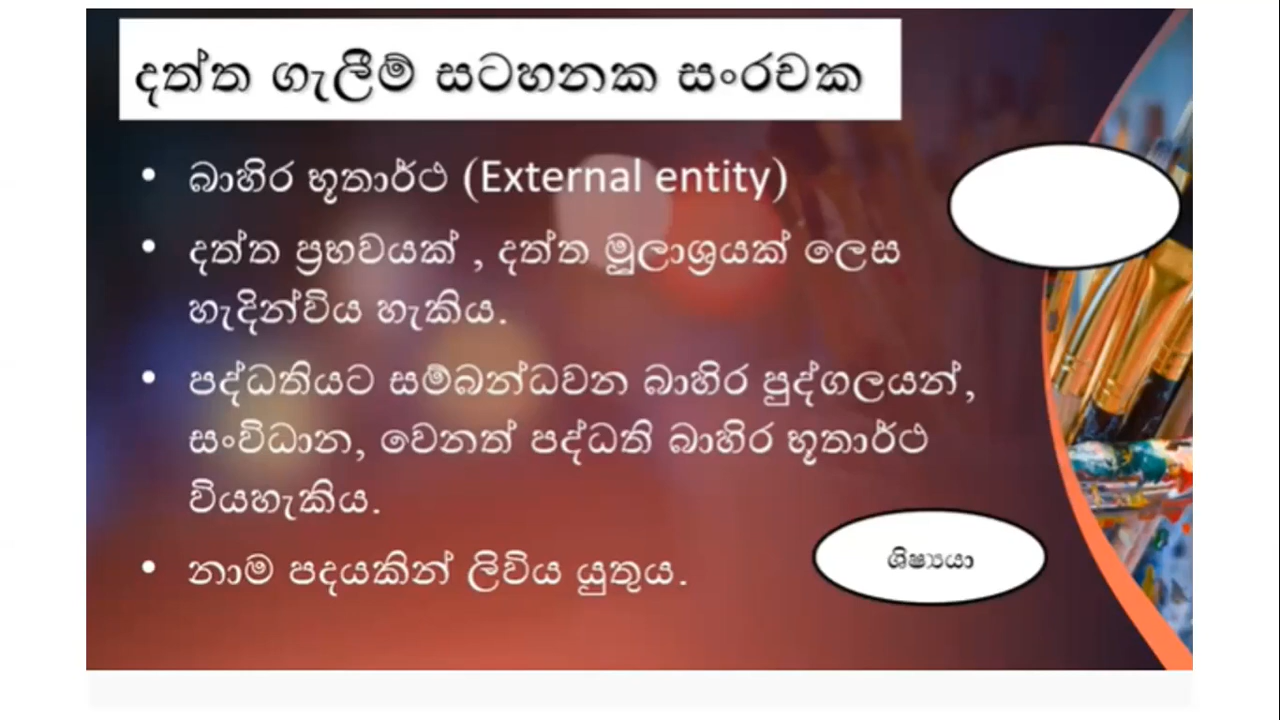 දත්ත ගැලීම් සටහනක සංරචක
• බාහිර භූතාර්ථ (External entity)
• දත්ත ප්‍රභවයක් , දත්ත මූලාශ්‍රයක් ලෙස
හැදින්විය හැකිය.
• පද්ධතියට සම්බන්ධවන බාහිර පුද්ගලයන්,
සංවිධාන, වෙනත් පද්ධති බාහිර භූතාර්ථ
වියහැකිය.
• නාම පදයකින් ලිවිය යුතුය.
ශිෂ්‍යයා